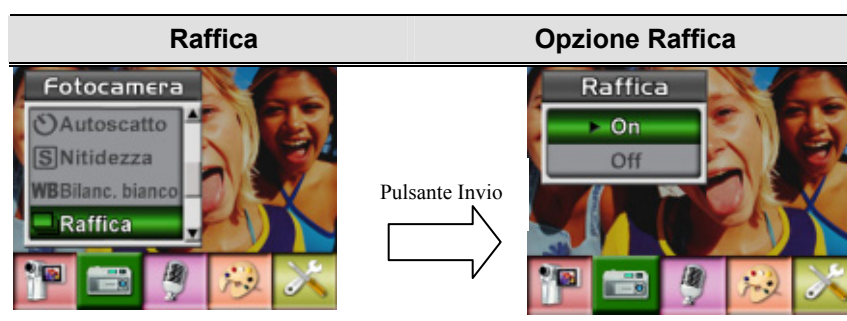 Raffica
Opzione Raffica
Fotocamera
Autoscatto
S Nitidezza
WB Bilanc. bianco
Raffica
Pulsante Invio
Raffica
On
Off